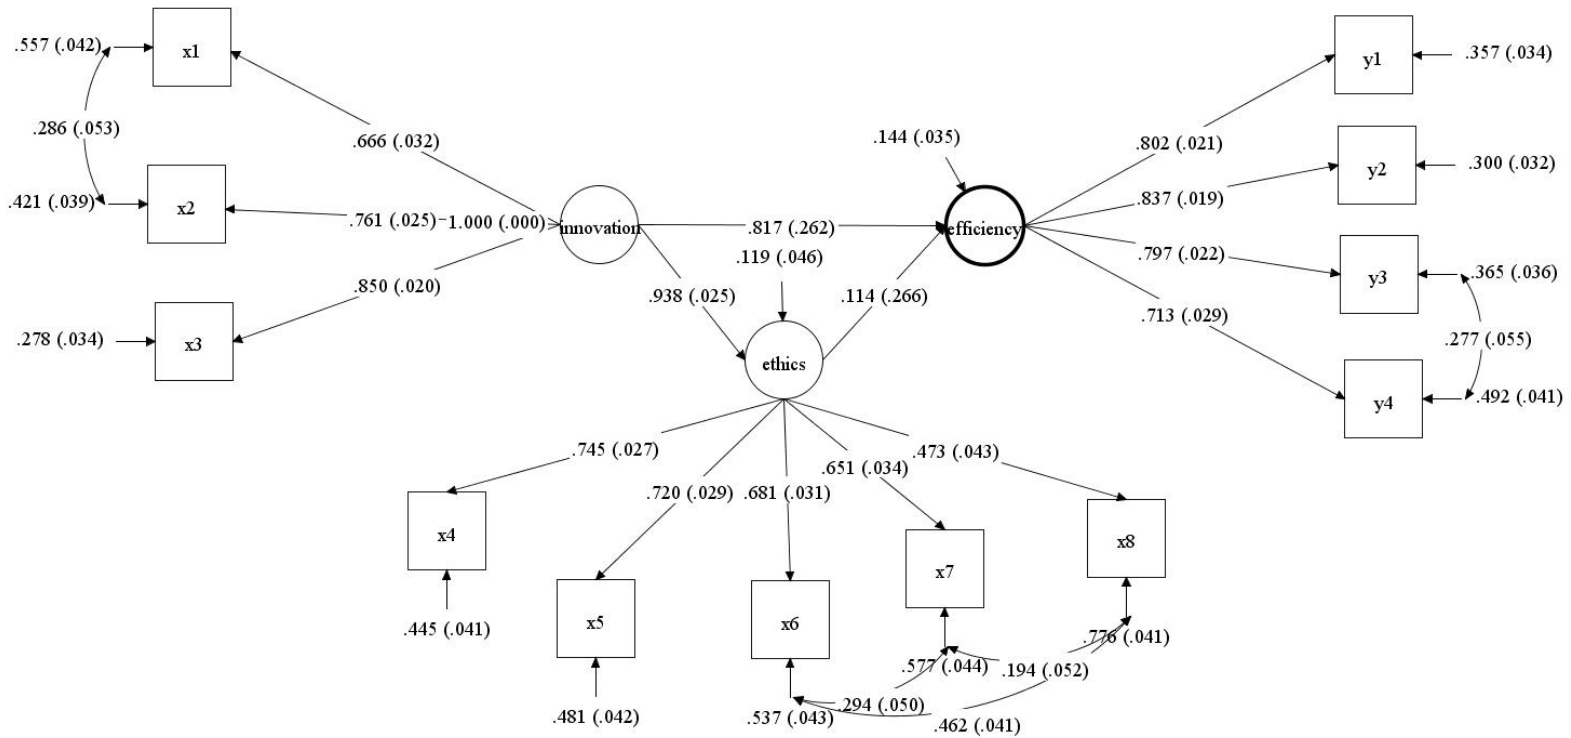 .557 (.042)
x1
.286 (.053)
.666 (.032)
.421 (.039)
x2
.761 (.025)
1.000 (.000)
innovation
.850 (.020)
.278 (.034)
x3
.817 (.262)
.119 (.046)
.938 (.025)
.114 (.266)
ethics
.144 (.035)
efficiency
.802 (.021)
y1
.357 (.034)
.837 (.019)
y2
.300 (.032)
.797 (.022)
y3
.365 (.036)
.713 (.029)
.277 (.055)
y4
.492 (.041)
.745 (.027)
.720 (.029)
.681 (.031)
.651 (.034)
.473 (.043)
x4
.445 (.041)
x5
.481 (.042)
x6
.537 (.043)
x7
.577 (.044)
x8
.776 (.041)
.194 (.052)
.294 (.050)
.462 (.041)